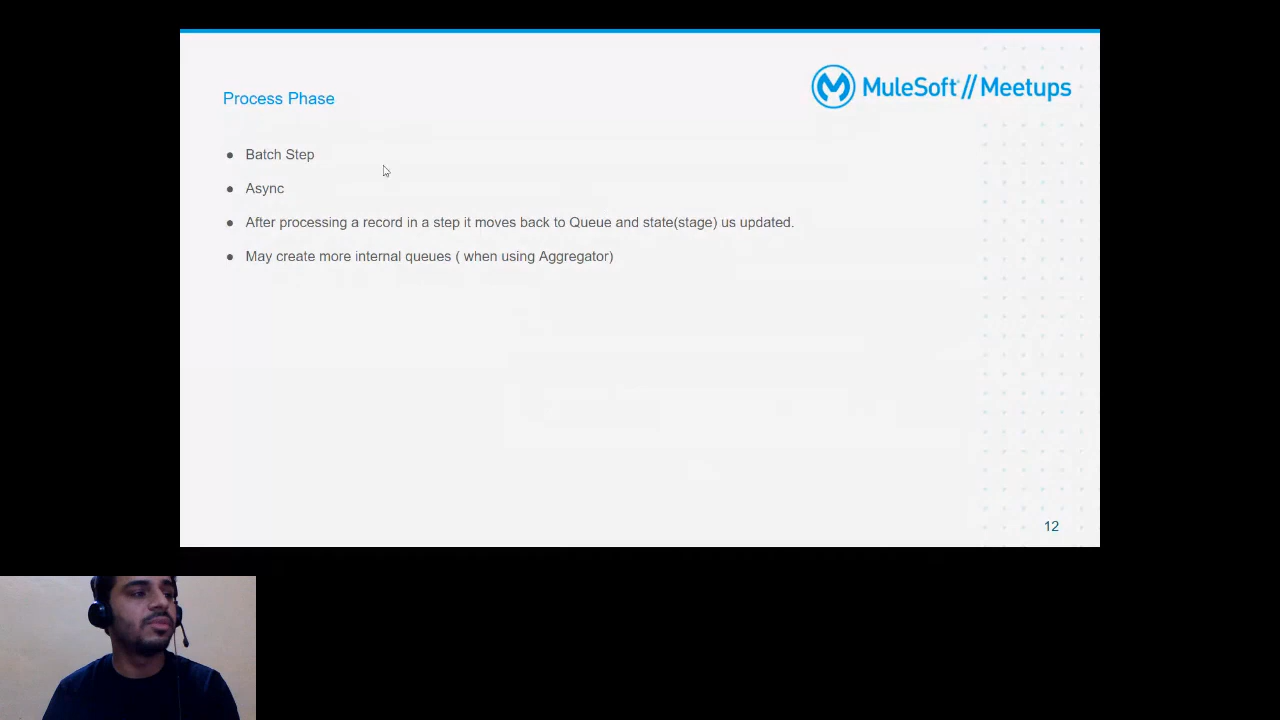 MuleSoft // Meetups
Process Phase
● Batch Step
● Async
● After processing a record in a step it moves back to Queue and state(stage) us updated.
● May create more internal queues ( when using Aggregator)
12